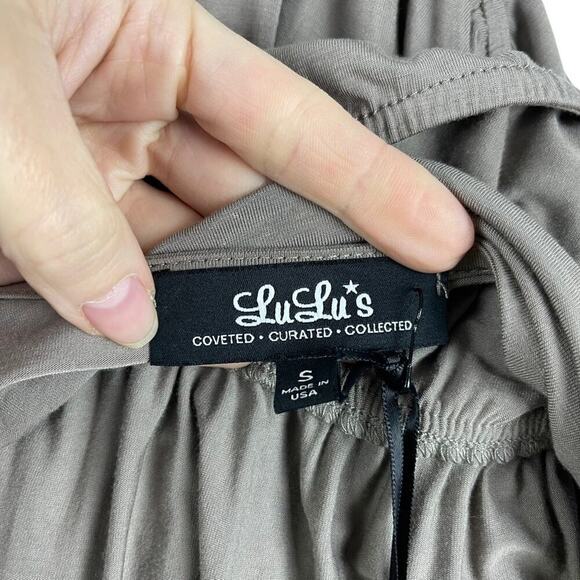 LuLu's
COVETED • CURATED • COLLECTED
S
MADE IN
USA